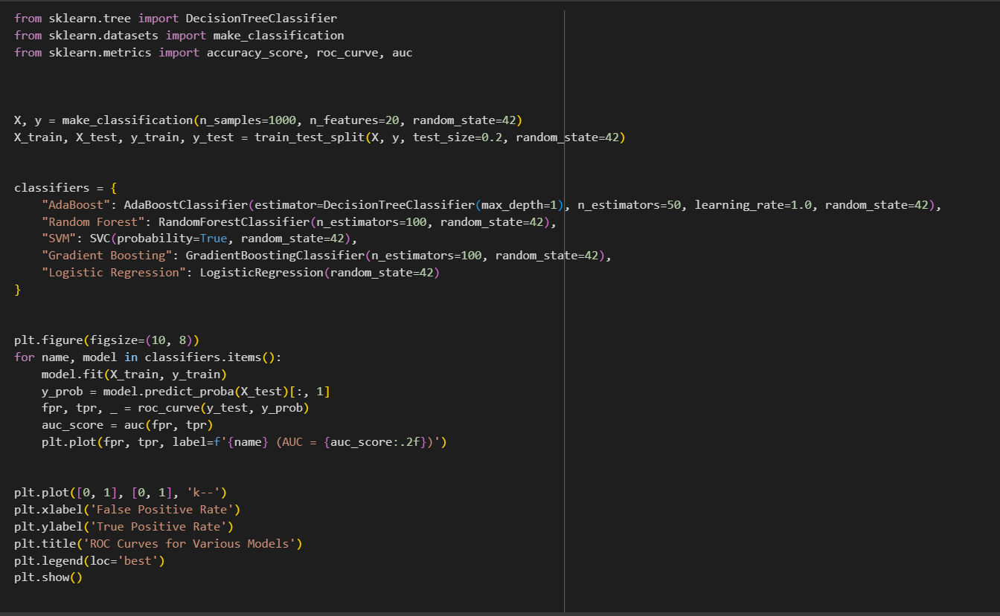 from sklearn.tree import DecisionTreeClassifier
from sklearn.datasets import make_classification
from sklearn.metrics import accuracy_score, roc_curve, auc
X, y = make_classification(n_samples=1000, n_features=20, random_state=42)
X_train, X_test, y_train, y_test = train_test_split(X, y, test_size=0.2, random_state=42)
classifiers = {
    "AdaBoost": AdaBoostClassifier(estimator=DecisionTreeClassifier(max_depth=1), n_estimators=50, learning_rate=1.0, random_state=42),
    "Random Forest": RandomForestClassifier(n_estimators=100, random_state=42),
    "SVM": SVC(probability=True, random_state=42),
    "Gradient Boosting": GradientBoostingClassifier(n_estimators=100, random_state=42),
    "Logistic Regression": LogisticRegression(random_state=42)
}
plt.figure(figsize=(10, 8))
for name, model in classifiers.items():
    model.fit(X_train, y_train)
    y_prob = model.predict_proba(X_test)[:, 1]
    fpr, tpr, _ = roc_curve(y_test, y_prob)
    auc_score = auc(fpr, tpr)
    plt.plot(fpr, tpr, label=f'{name} (AUC = {auc_score:.2f})')
plt.plot([0, 1], [0, 1], 'k--')
plt.xlabel('False Positive Rate')
plt.ylabel('True Positive Rate')
plt.title('ROC Curves for Various Models')
plt.legend(loc='best')
plt.show()